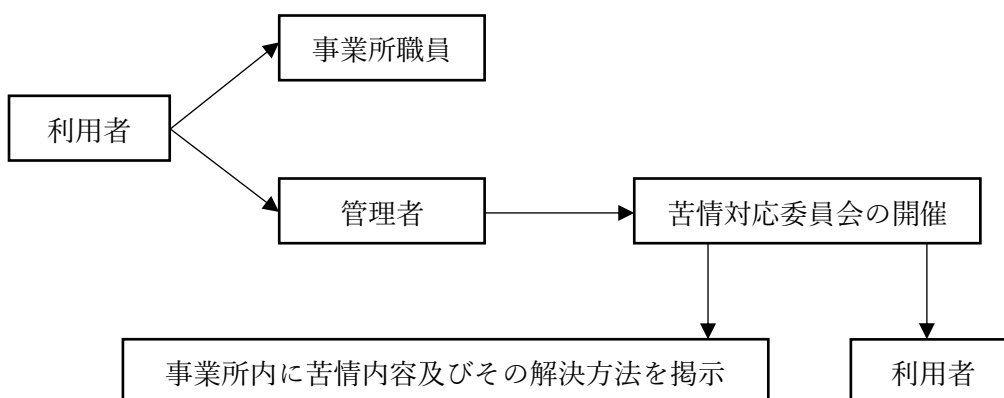 事業所職員
利用者
管理者
苦情対応委員会の開催
事業所内に苦情内容及びその解決方法を掲示
利用者